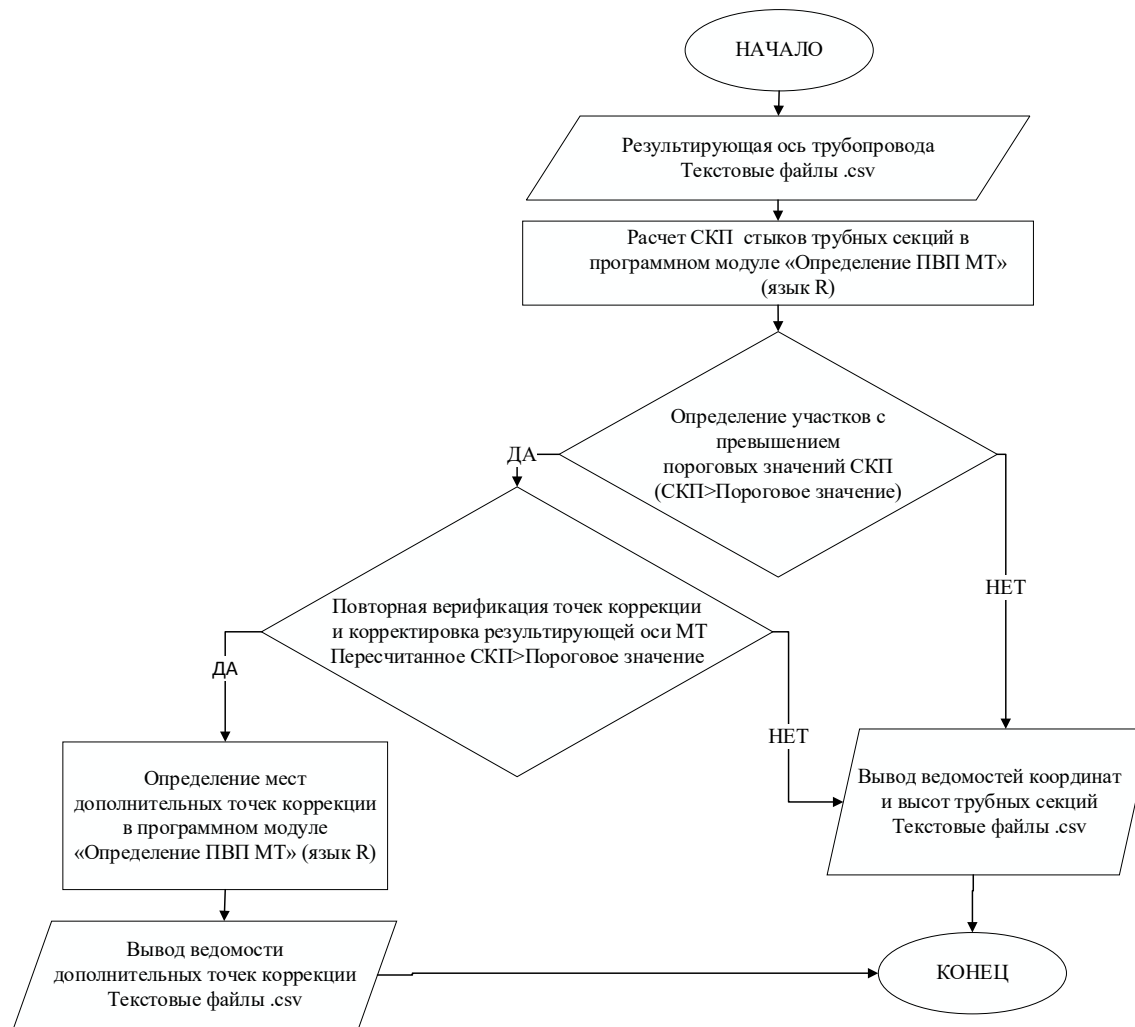 НАЧАЛО
Результирующая ось трубопровода
Текстовые файлы .csv
Расчет СКП стыков трубных секций в
программном модуле «Определение ПВП МТ»
(язык R)
Определение участков с
превышением
пороговых значений СКП
(СКП>Пороговое значение)
ДА
НЕТ
Повторная верификация точек коррекции
и корректировка результирующей оси МТ
Пересчитанное СКП>Пороговое значение
ДА
НЕТ
Определение мест
дополнительных точек коррекции
в программном модуле
«Определение ПВП МТ» (язык R)
Вывод ведомостей координат
и высот трубных секций
Текстовые файлы .csv
Вывод ведомости
дополнительных точек коррекции
Текстовые файлы .csv
КОНЕЦ